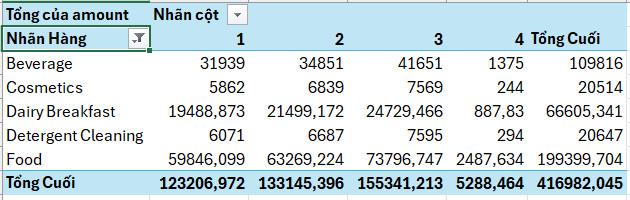 Tổng của amount Nhãn cột
Nhãn Hàng 1 2 3 4 Tổng Cuối
Beverage 31939 34851 41651 1375 109816
Cosmetics 5862 6839 7569 244 20514
Dairy Breakfast 19488,873 21499,172 24729,466 887,83 66605,341
Detergent Cleaning 6071 6687 7595 294 20647
Food 59846,099 63269,224 73796,747 2487,634 199399,704
Tổng Cuối 123206,972 133145,396 155341,213 5288,464 416982,045